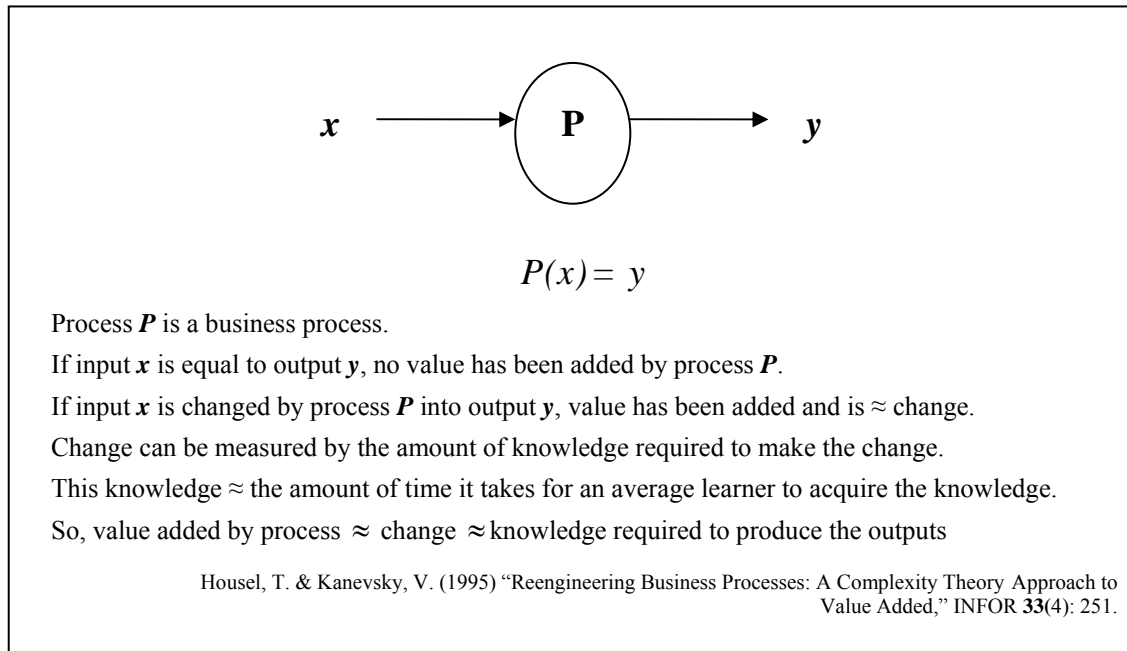 x P y
P(x) = y
Process P is a business process.
If input x is equal to output y, no value has been added by process P.
If input x is changed by process P into output y, value has been added and is ≈ change.
Change can be measured by the amount of knowledge required to make the change.
This knowledge ≈ the amount of time it takes for an average learner to acquire the knowledge.
So, value added by process ≈ change ≈ knowledge required to produce the outputs
Housel, T. & Kanevsky, V. (1995) “Reengineering Business Processes: A Complexity Theory Approach to
Value Added,” INFOR 33(4): 251.